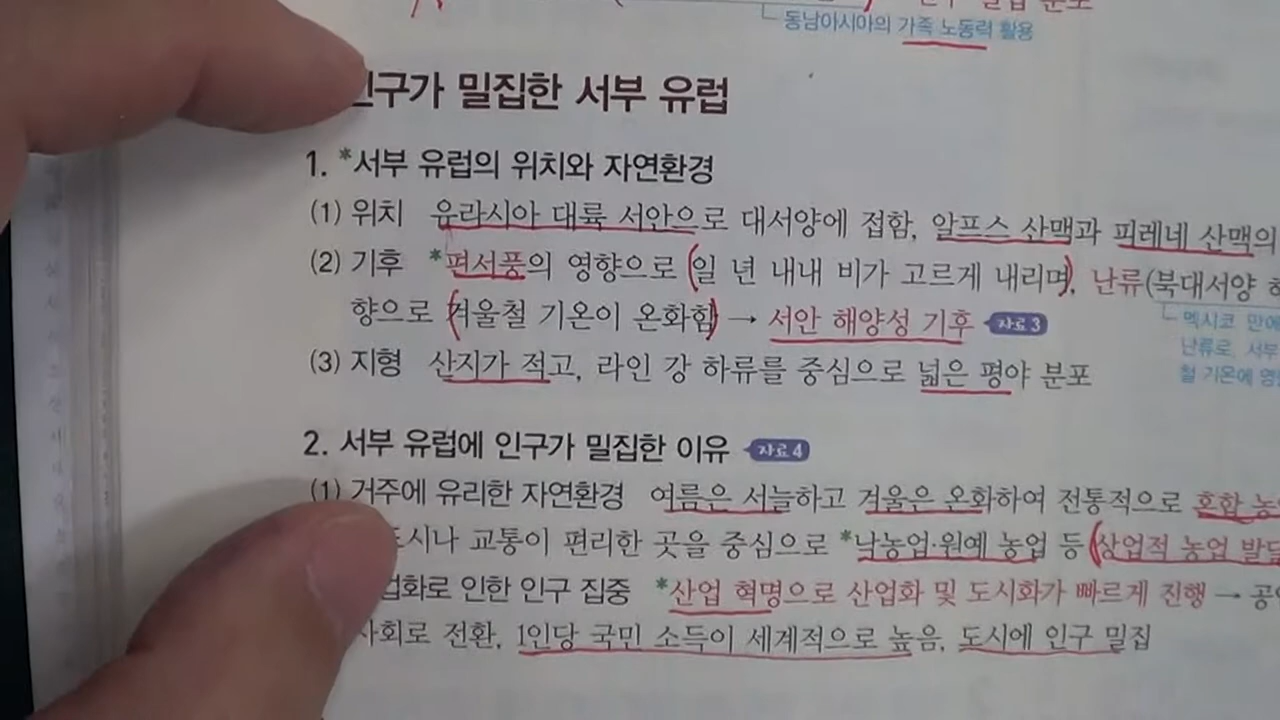 동남아시아의 가족 노동력 활용
인구가 밀집한 서부 유럽
1. *서부 유럽의 위치와 자연환경
(1) 위치 유라시아 대륙 서안으로 대서양에 접함, 알프스 산맥과 피레네 산맥의
(2) 기후 *편서풍의 영향으로 일 년 내내 비가 고르게 내리며, 난류(북대서양
향으로 겨울철 기온이 온화함 → 서안 해양성 기후 자료 3
멕시코 만에
난류로, 서부
철 기온에
(3) 지형 산지가 적고, 라인 강 하류를 중심으로 넓은 평야 분포
2. 서부 유럽에 인구가 밀집한 이유 자료 4
(1) 거주에 유리한 자연환경 여름은 서늘하고 겨울은 온화하여 전통적으로 혼합 농
도시나 교통이 편리한 곳을 중심으로 *낙농업·원예 농업 등 (상업적 농업 발달
업화로 인한 인구 집중 *산업 혁명으로 산업화 및 도시화가 빠르게 진행 → 공
사회로 전환, 1인당 국민 소득이 세계적으로 높음, 도시에 인구 밀집